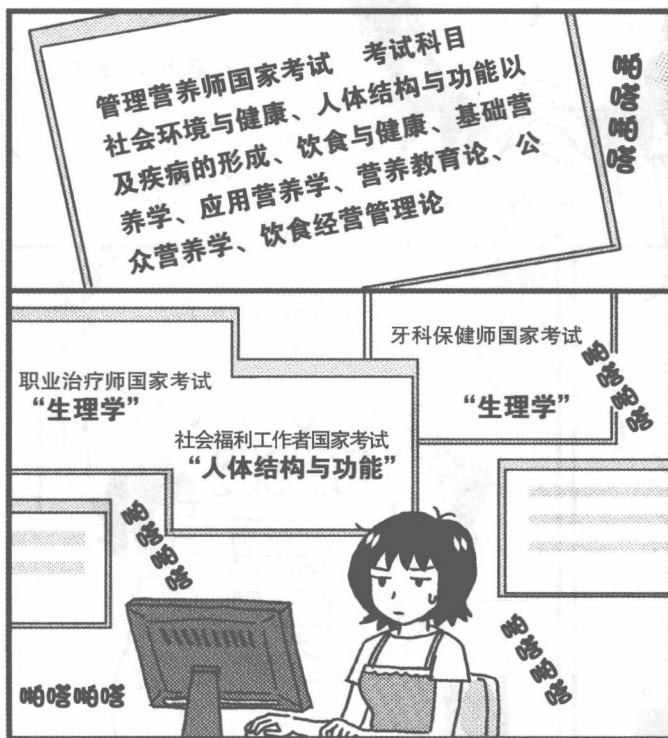 管理营养师国家考试　考试科目
社会环境与健康、人体结构与功能以
及疾病的形成、饮食与健康、基础营
养学、应用营养学、营养教育论、公
众营养学、饮食经营管理论
啪嗒啪嗒
牙科保健师国家考试
“生理学”
啪嗒啪嗒
职业治疗师国家考试
“生理学”
社会福利工作者国家考试
“人体结构与功能”
啪嗒啪嗒
啪嗒啪嗒
啪嗒啪嗒